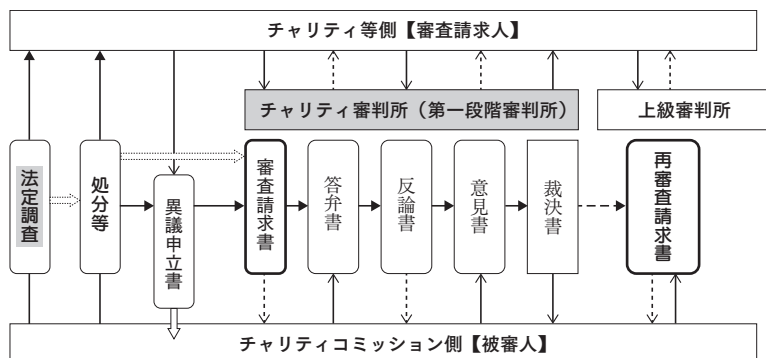 チャリティ等側【審査請求人】
チャリティ審判所（第一段階審判所）
上級審判所
法定調査
処分等
異議申立書
審査請求書
答弁書
反論書
意見書
裁決書
再審査請求書
チャリティコミッション側【被審人】